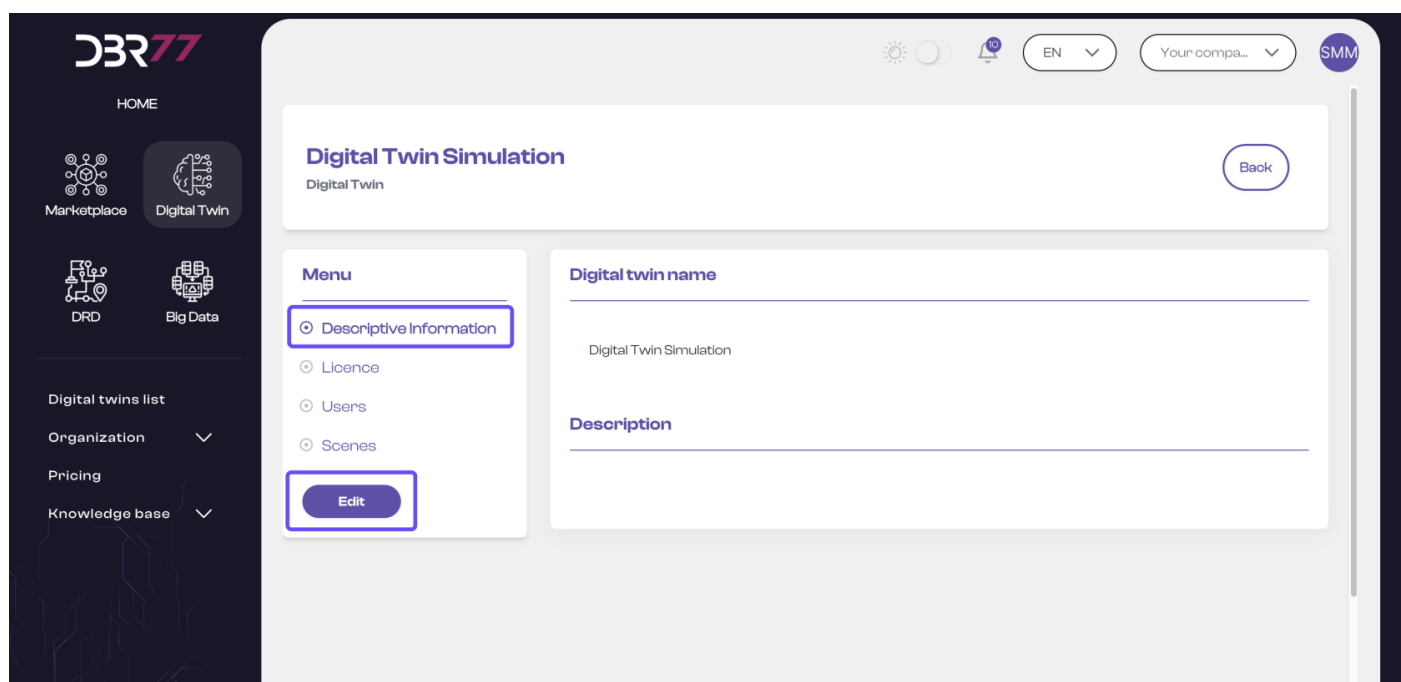 DBR77
HOME
Marketplace
Digital Twin
DRD
Big Data
Digital twins list
Organization
Pricing
Knowledge base
10
EN
Your compa...
SMM
Digital Twin Simulation
Digital Twin
Back
Menu
Descriptive Information
Licence
Users
Scenes
Edit
Digital twin name
Digital Twin Simulation
Description